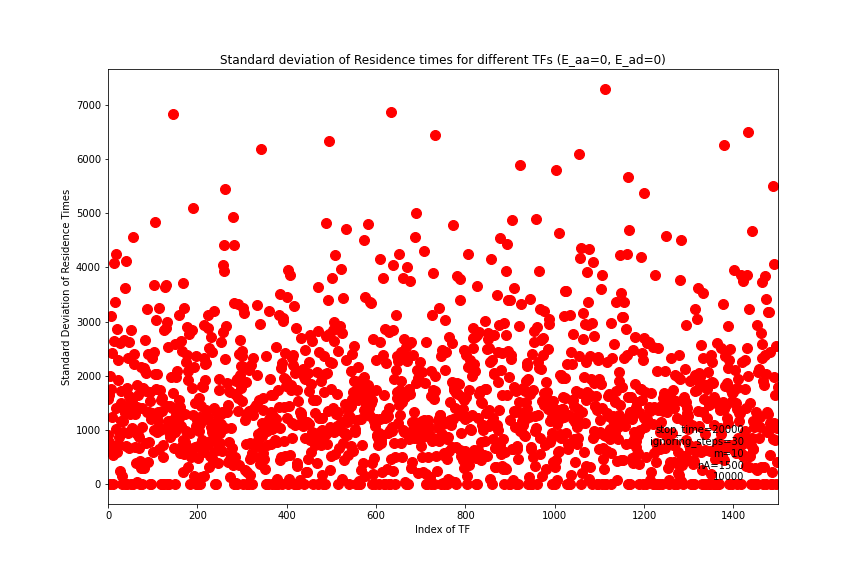 Standard deviation of Residence times for different TFs (E_aa=0, E_ad=0)
Standard Deviation of Residence Times
7000
6000
5000
4000
3000
2000
1000
0
stop_time=20000
ignoring_steps=30
m=10
nA=1500
10000
0 200 400 600 800 1000 1200 1400
Index of TF